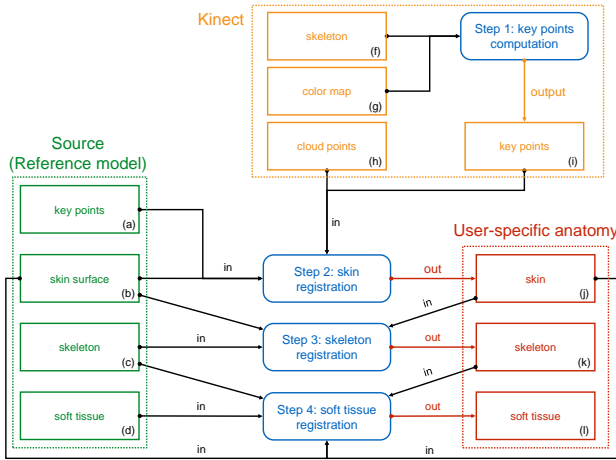 Kinect
skeleton
(f)
Step 1: key points
computation
color map
(g)
output
cloud points
(h)
key points
(i)
Source
(Reference model)
key points
(a)
in
User-specific anatomy
skin surface
(b)
in
Step 2: skin
registration
out
skin
(j)
in
skeleton
(c)
in
Step 3: skeleton
registration
out
skeleton
(k)
in
soft tissue
(d)
in
Step 4: soft tissue
registration
out
soft tissue
(l)
in
in